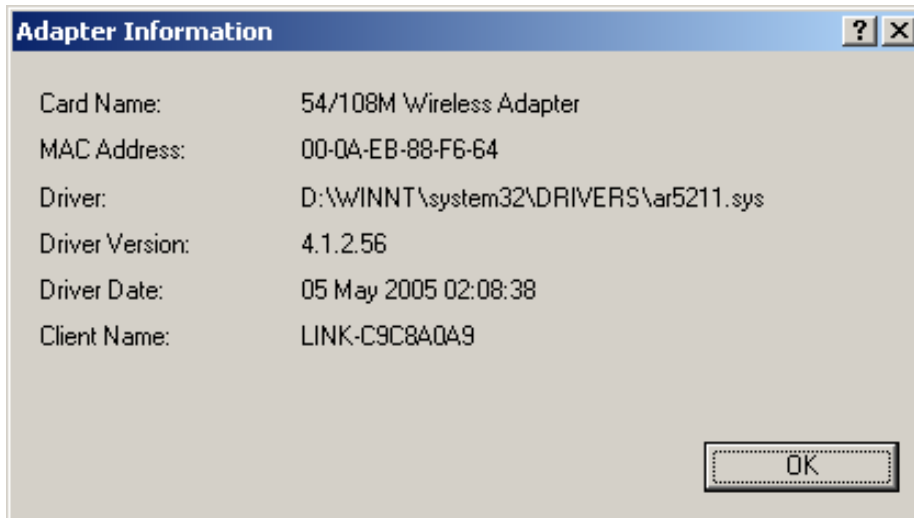 Adapter Information
Card Name: 54/108M Wireless Adapter
MAC Address: 00-0A-EB-88-F6-64
Driver: D:\WINNT\system32\DRIVERS\ar5211.sys
Driver Version: 4.1.2.56
Driver Date: 05 May 2005 02:08:38
Client Name: LINK-C9C8A0A9
OK